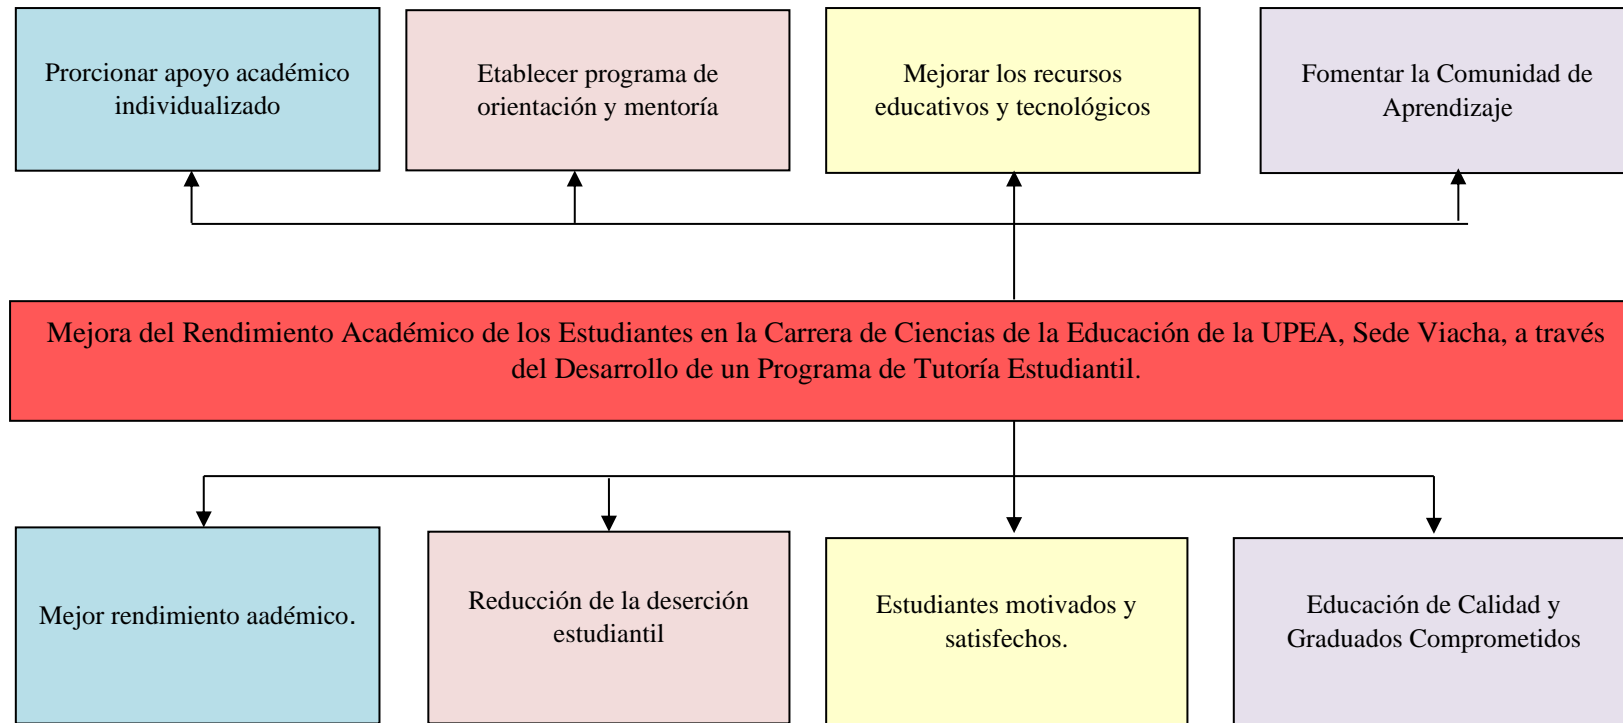 Prorcionar apoyo académico
individualizado
Etablecer programa de
orientación y mentoría
Mejorar los recursos
educativos y tecnológicos
Fomentar la Comunidad de
Aprendizaje
Mejora del Rendimiento Académico de los Estudiantes en la Carrera de Ciencias de la Educación de la UPEA, Sede Viacha, a través
del Desarrollo de un Programa de Tutoría Estudiantil.
Mejor rendimiento aadémico.
Reducción de la deserción
estudiantil
Estudiantes motivados y
satisfechos.
Educación de Calidad y
Graduados Comprometidos